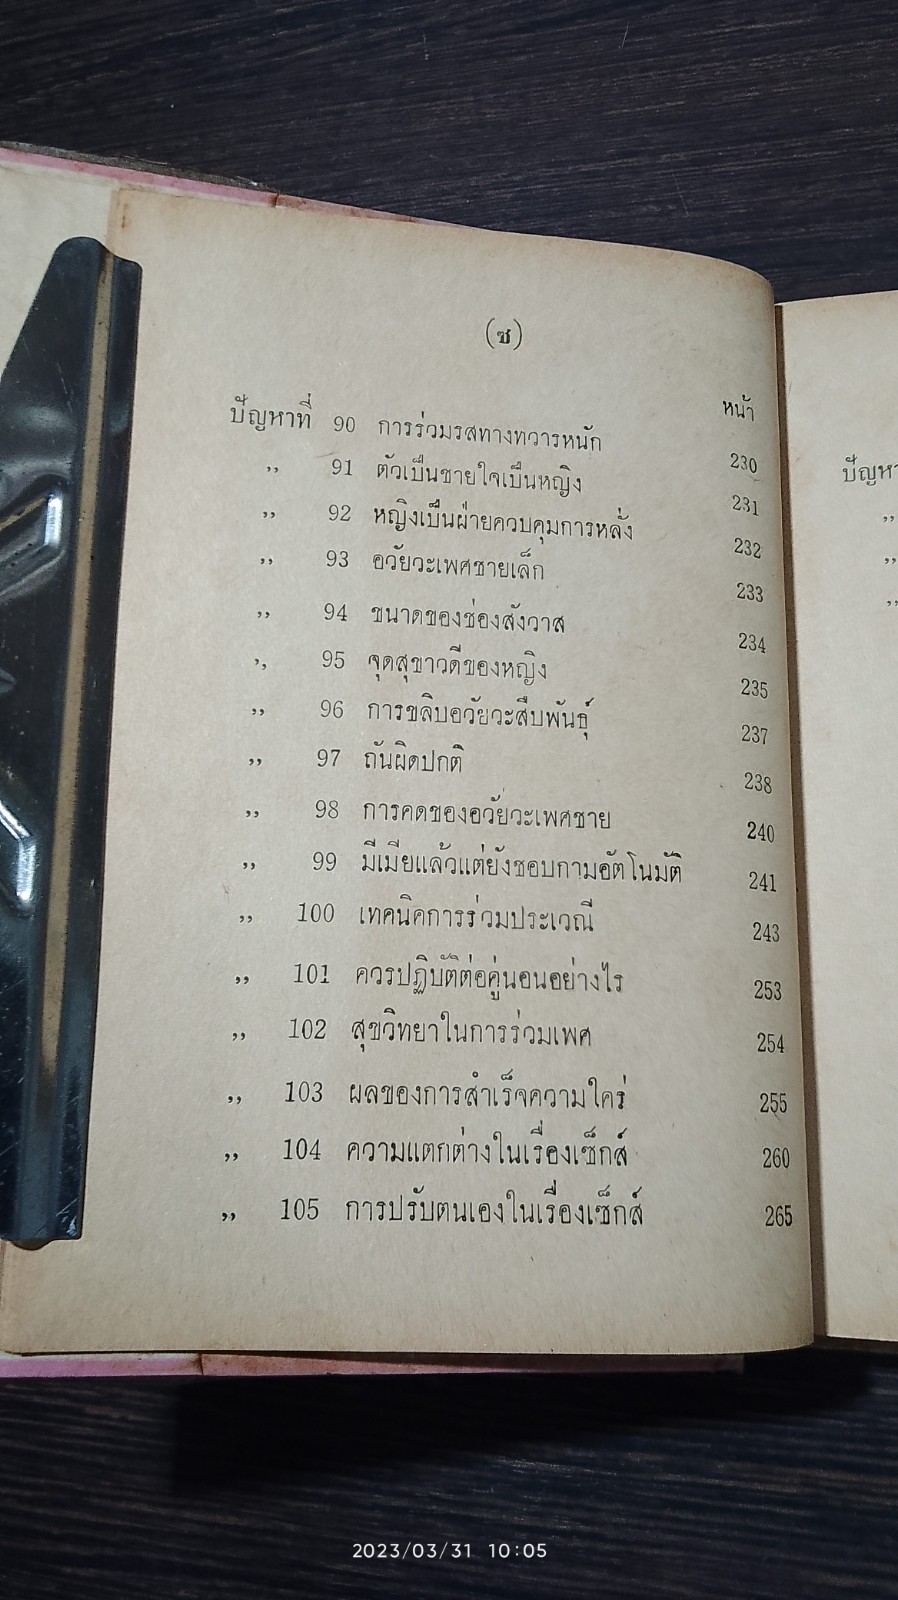 (ซ)
หน้า
ปัญหาที่ 90 การร่วมรสทางทวารหนัก 230
,, 91 ตัวเป็นชายใจเป็นหญิง 231
,, 92 หญิงเป็นฝ่ายควบคุมการหลั่ง 232
,, 93 อวัยวะเพศชายเล็ก 233
,, 94 ขนาดของช่องสังวาส 234
,, 95 จุดสุขาวดีของหญิง 235
,, 96 การขลิบอวัยวะสืบพันธุ์ 237
,, 97 ถันผิดปกติ 238
,, 98 การคดของอวัยวะเพศชาย 240
,, 99 มีเมียแล้วแต่ยังชอบกามอัตโนมัติ 241
,, 100 เทคนิคการร่วมประเวณี 243
,, 101 ควรปฏิบัติต่อคู่นอนอย่างไร 253
,, 102 สุขวิทยาในการร่วมเพศ 254
,, 103 ผลของการสำเร็จความใคร่ 255
,, 104 ความแตกต่างในเรื่องเซ็กส์ 260
,, 105 การปรับตนเองในเรื่องเซ็กส์ 265
ปัญหา
,,
,,
,,
2023/03/31 10:05